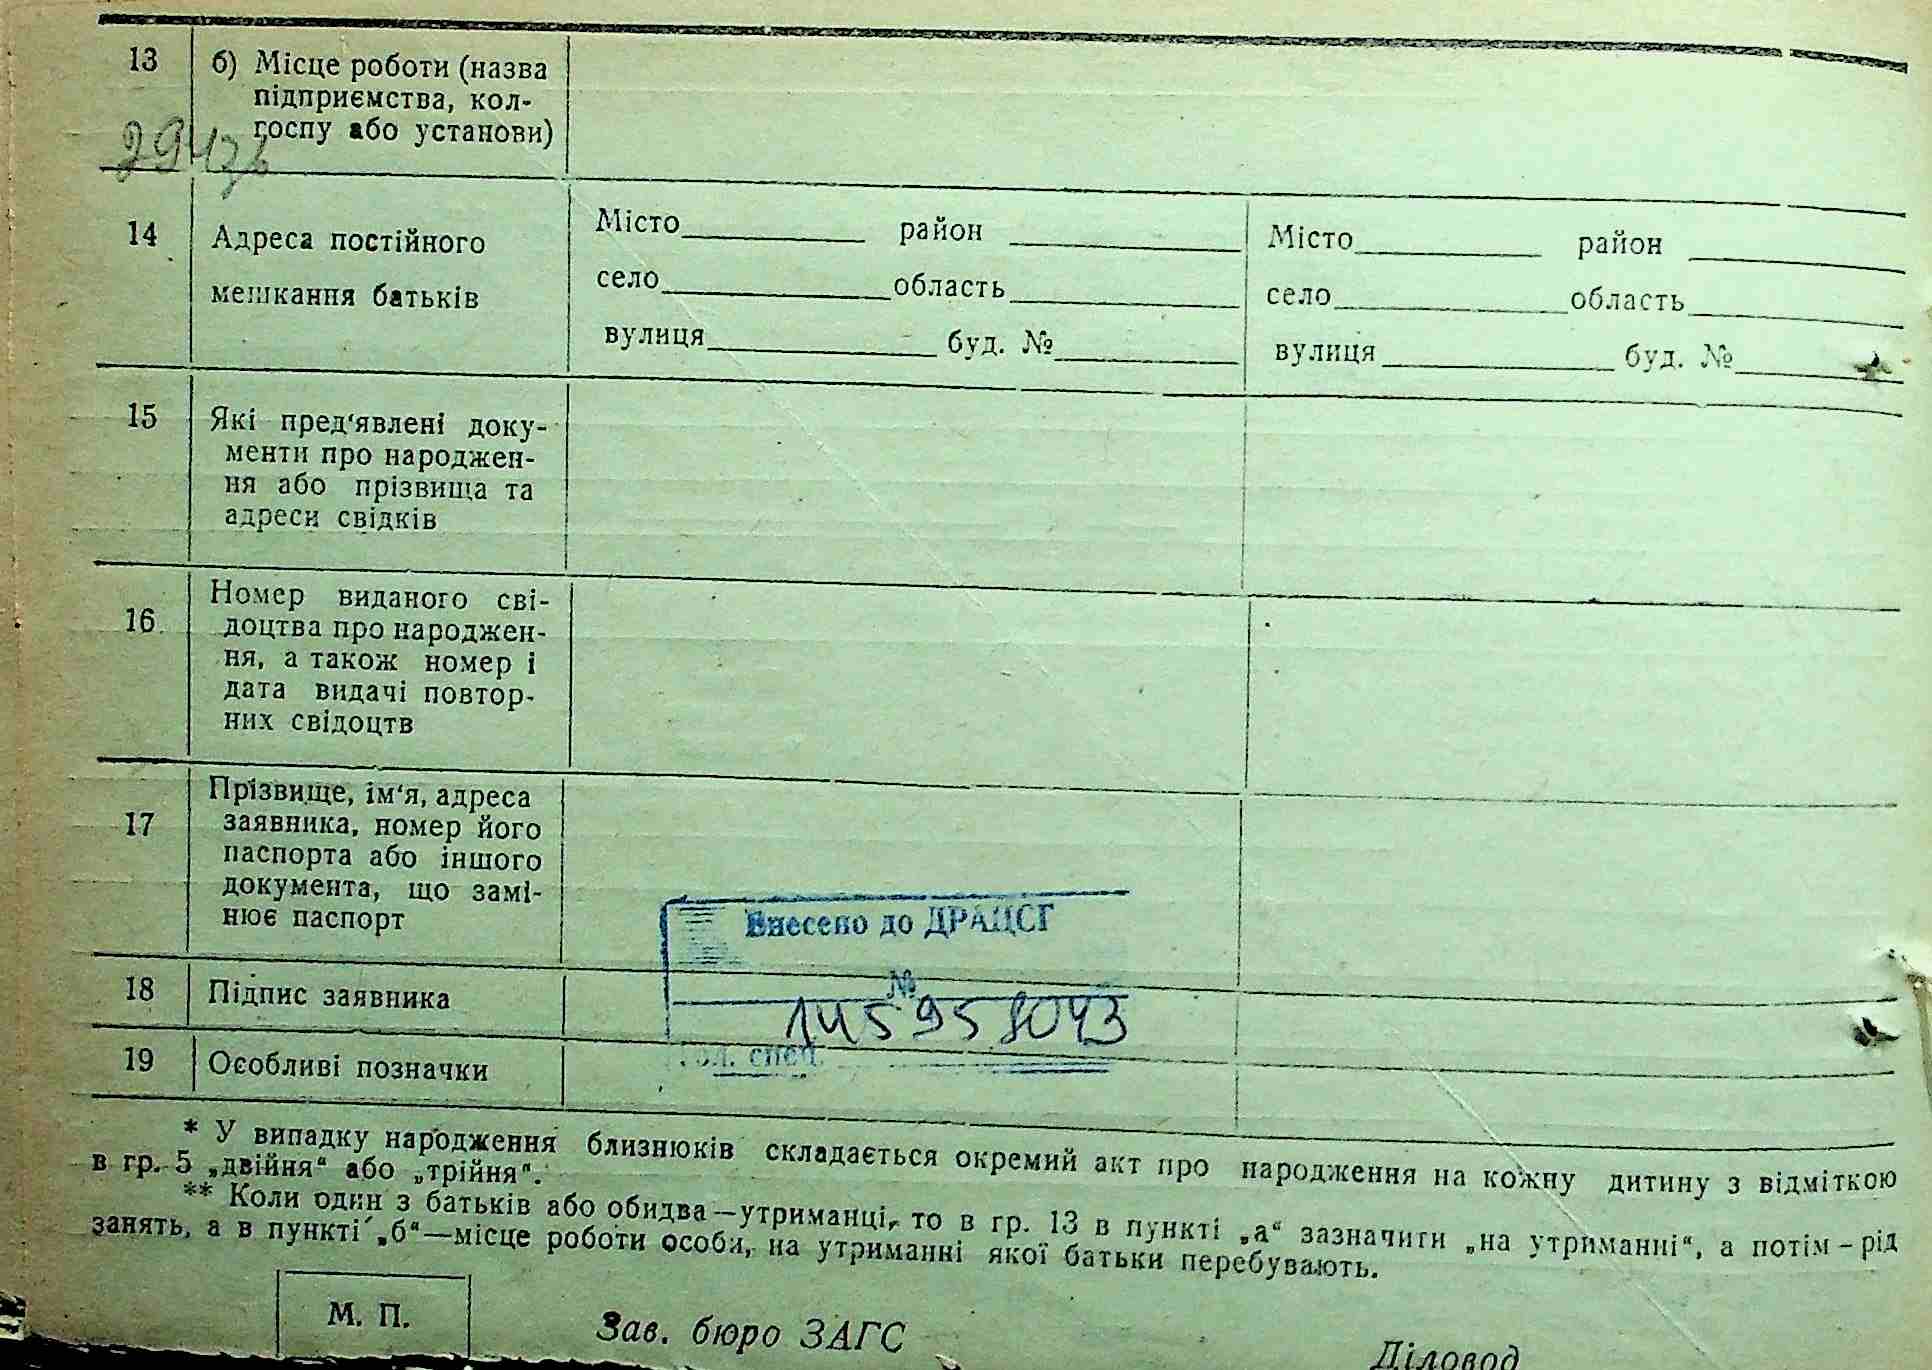 13 б) Місце роботи (назва
підприємства, кол-
госпу або установи)
14 Адреса постійного
мешкання батьків
Місто район
село область
вулиця буд. №
Місто район
село область
вулиця буд. №
15 Які пред‘явлені доку-
менти про народжен-
ня або прізвища та
адреси свідків
16 Номер виданого сві-
доцтва про народжен-
ня, а також номер і
дата видачі повтор-
них свідоцтв
17 Прізвище, ім‘я, адреса
заявника, номер його
паспорта або іншого
документа, що замі-
нює паспорт
Внесено до ДРАЦСГ
№
145958043
Гол. спец.
18 Підпис заявника
19 Особливі позначки
* У випадку народження близнюків складається окремий акт про народження на кожну дитину з відміткою
в гр. 5 „двійня“ або „трійня“.
** Коли один з батьків або обидва—утриманці, то в гр. 13 в пункті „а“ зазначити „на утриманні“, а потім – рід
занять, а в пункті „б“—місце роботи особи, на утриманні якої батьки перебувають.
М. П.
Зав. бюро ЗАГС
Діловод